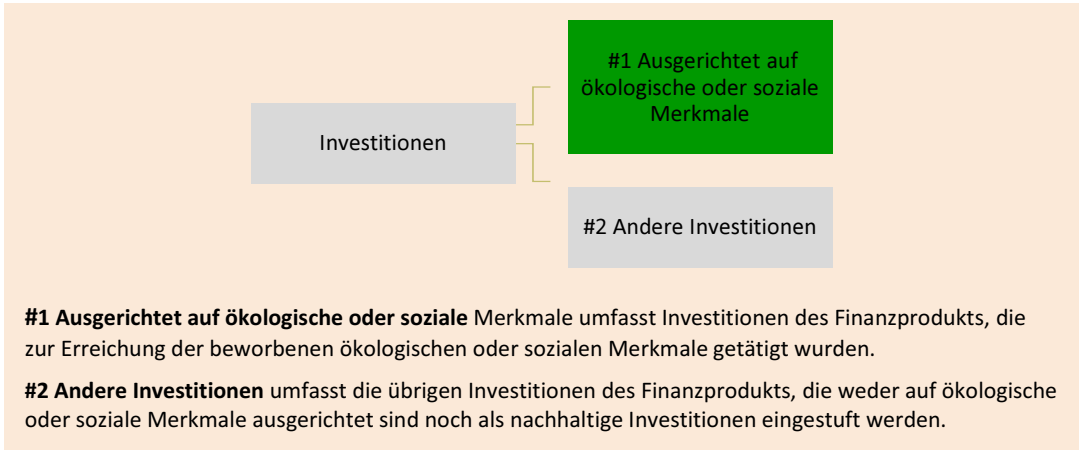 #1 Ausgerichtet auf
ökologische oder soziale
Merkmale
Investitionen
#2 Andere Investitionen
#1 Ausgerichtet auf ökologische oder soziale Merkmale umfasst Investitionen des Finanzprodukts, die
zur Erreichung der beworbenen ökologischen oder sozialen Merkmale getätigt wurden.
#2 Andere Investitionen umfasst die übrigen Investitionen des Finanzprodukts, die weder auf ökologische
oder soziale Merkmale ausgerichtet sind noch als nachhaltige Investitionen eingestuft werden.